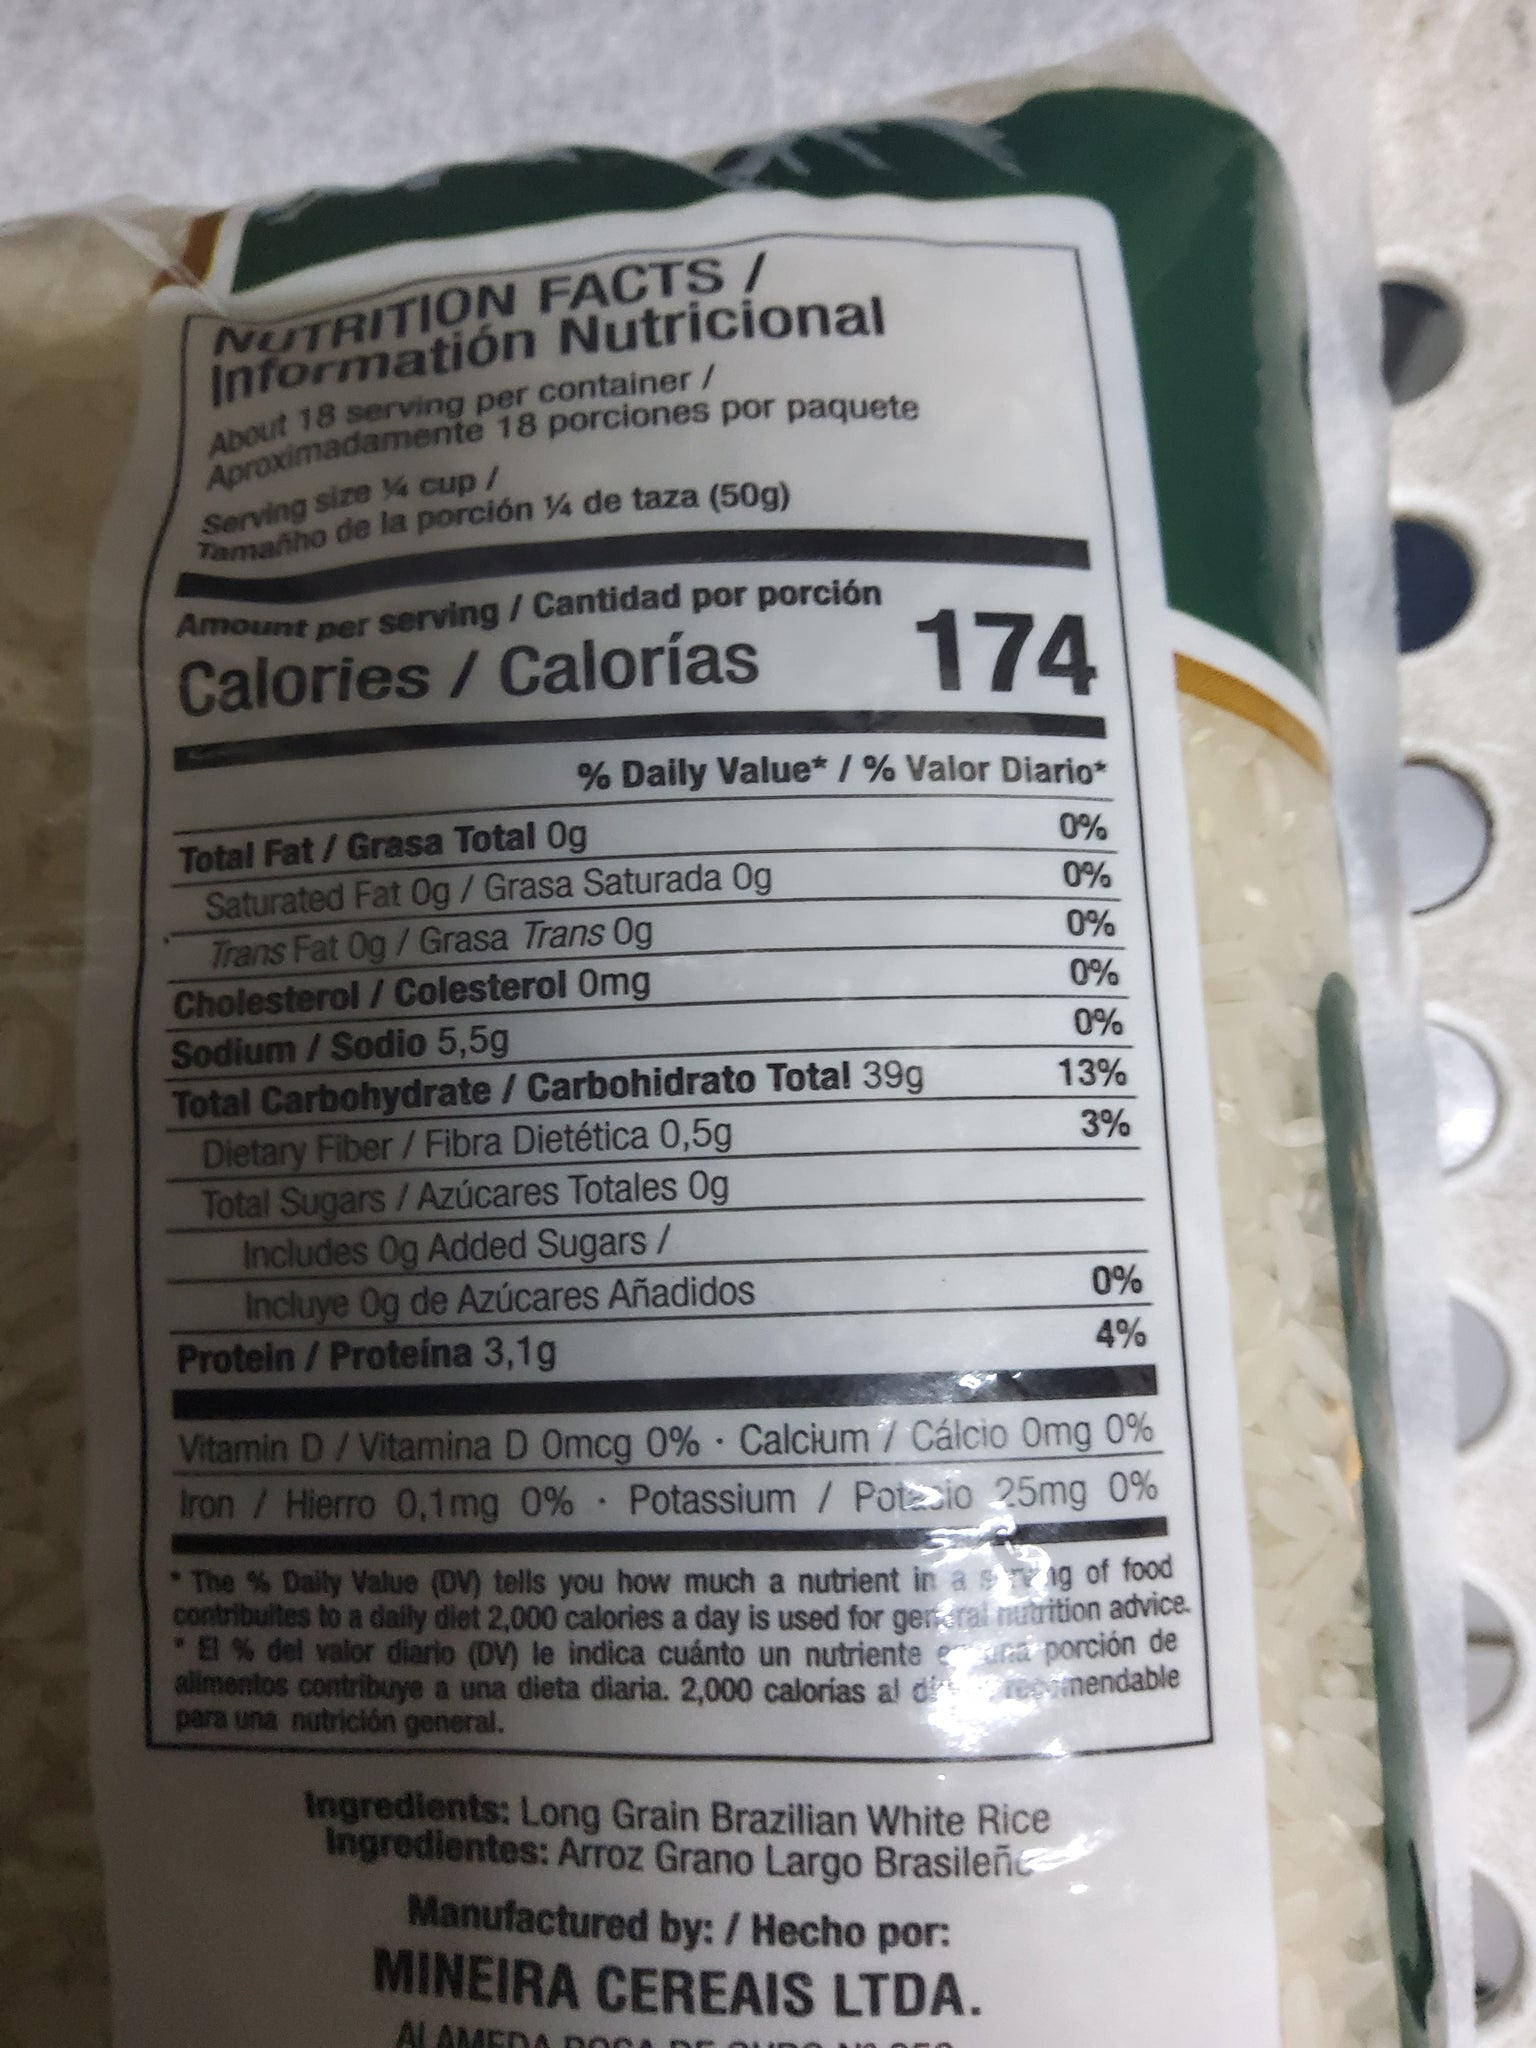 NUTRITION FACTS /
Informatión Nutricional
About 18 serving per container /
Aproximadamente 18 porciones por paquete
Serving size ¼ cup /
Tamañho de la porción ¼ de taza (50g)
Amount per serving / Cantidad por porción
Calories / Calorías 174
% Daily Value* / % Valor Diario*
Total Fat / Grasa Total 0g 0%
Saturated Fat 0g / Grasa Saturada 0g 0%
Trans Fat 0g / Grasa Trans 0g 0%
Cholesterol / Colesterol 0mg 0%
Sodium / Sodio 5,5g 0%
Total Carbohydrate / Carbohidrato Total 39g 13%
Dietary Fiber / Fibra Dietética 0,5g 3%
Total Sugars / Azúcares Totales 0g
Includes 0g Added Sugars /
Incluye 0g de Azúcares Añadidos 0%
Protein / Proteína 3,1g 4%
Vitamin D / Vitamina D 0mcg 0% · Calcium / Cálcio 0mg 0%
Iron / Hierro 0,1mg 0% · Potassium / Potasio 25mg 0%
* The % Daily Value (DV) tells you how much a nutrient in a serving of food
contribuites to a daily diet 2,000 calories a day is used for general nutrition advice.
* El % del valor diario (DV) le indica cuánto un nutriente en una porción de
alimentos contribuye a una dieta diaria. 2,000 calorías al recomendable
para una nutrición general.
Ingredients: Long Grain Brazilian White Rice
Ingredientes: Arroz Grano Largo Brasileño
Manufactured by: / Hecho por:
MINEIRA CEREAIS LTDA.
ALAMEDA